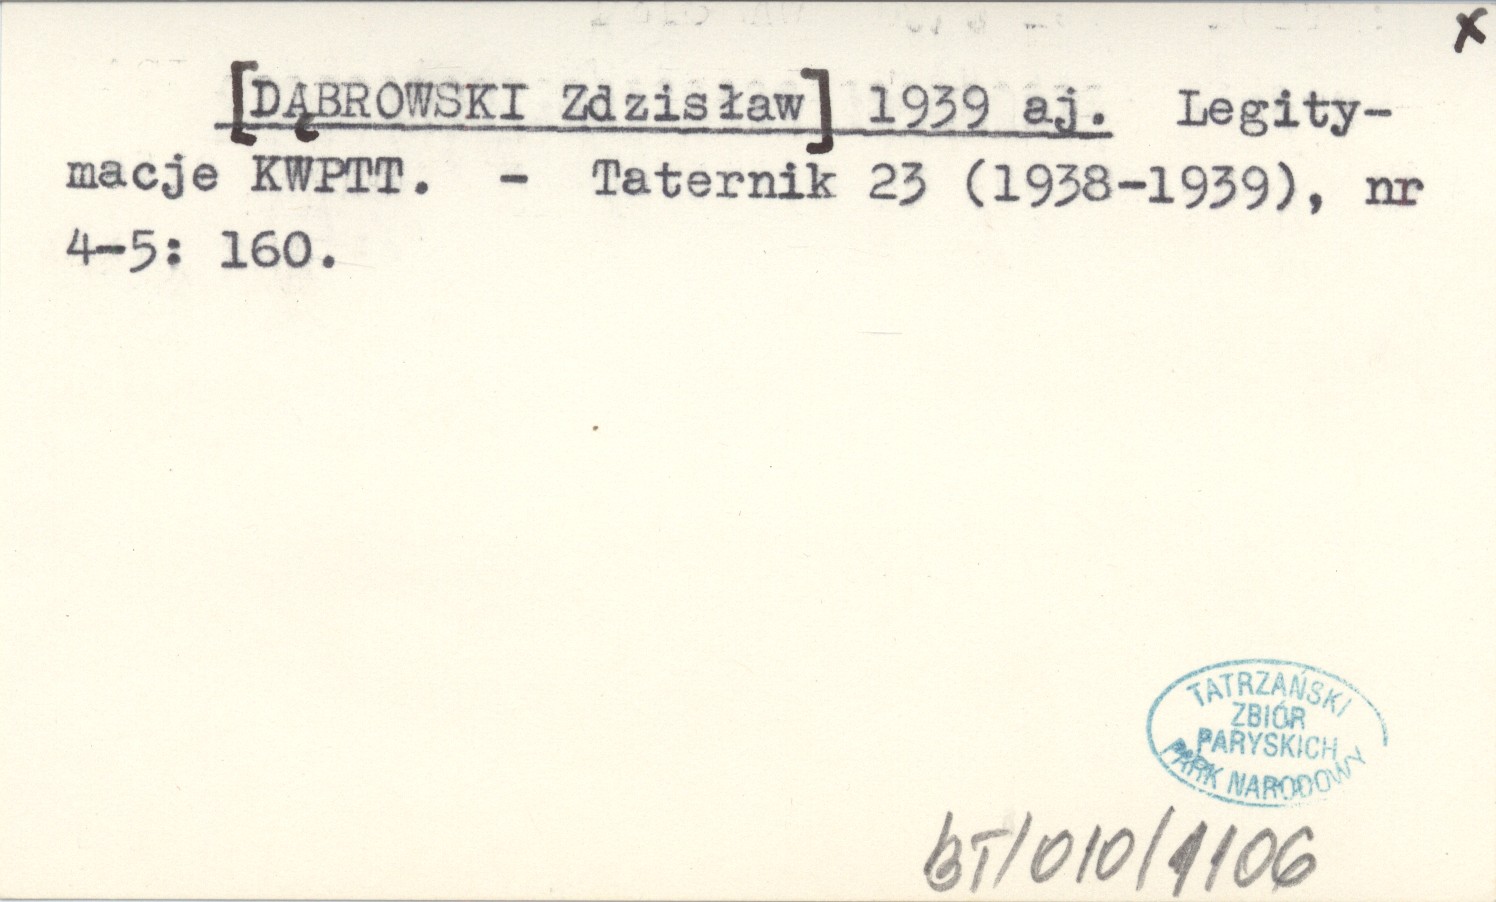 x
[DĄBROWSKI Zdzisław] 1939 aj. Legity-
macje KWPTT. - Taternik 23 (1938-1939), nr
4-5: 160.
TATRZAŃSKI
ZBIÓR
PARYSKICH
PARK NARODOWY
BT/010/1106